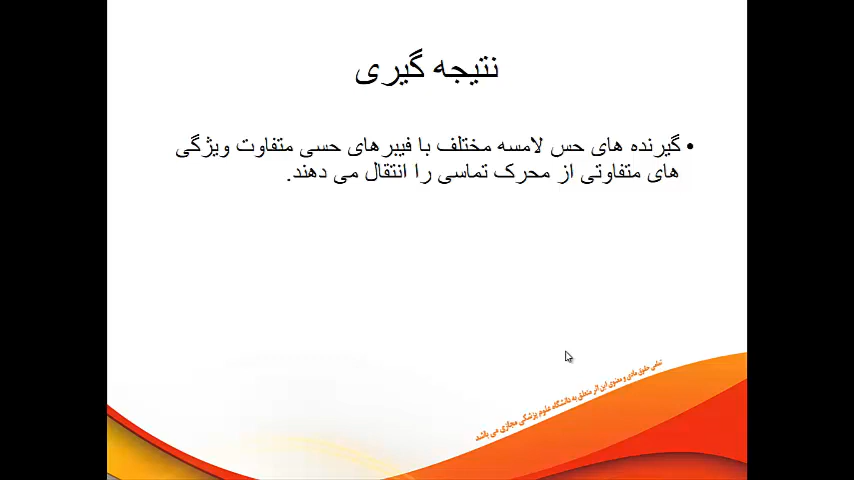 نتیجه گیری
• گیرنده های حس لامسه مختلف با فیبرهای حسی متفاوت ویژگی
های متفاوتی از محرک تماسی را انتقال می دهند.
تمامی حقوق مادی و معنوی این اثر متعلق به دانشگاه علوم پزشکی مجازی می باشد